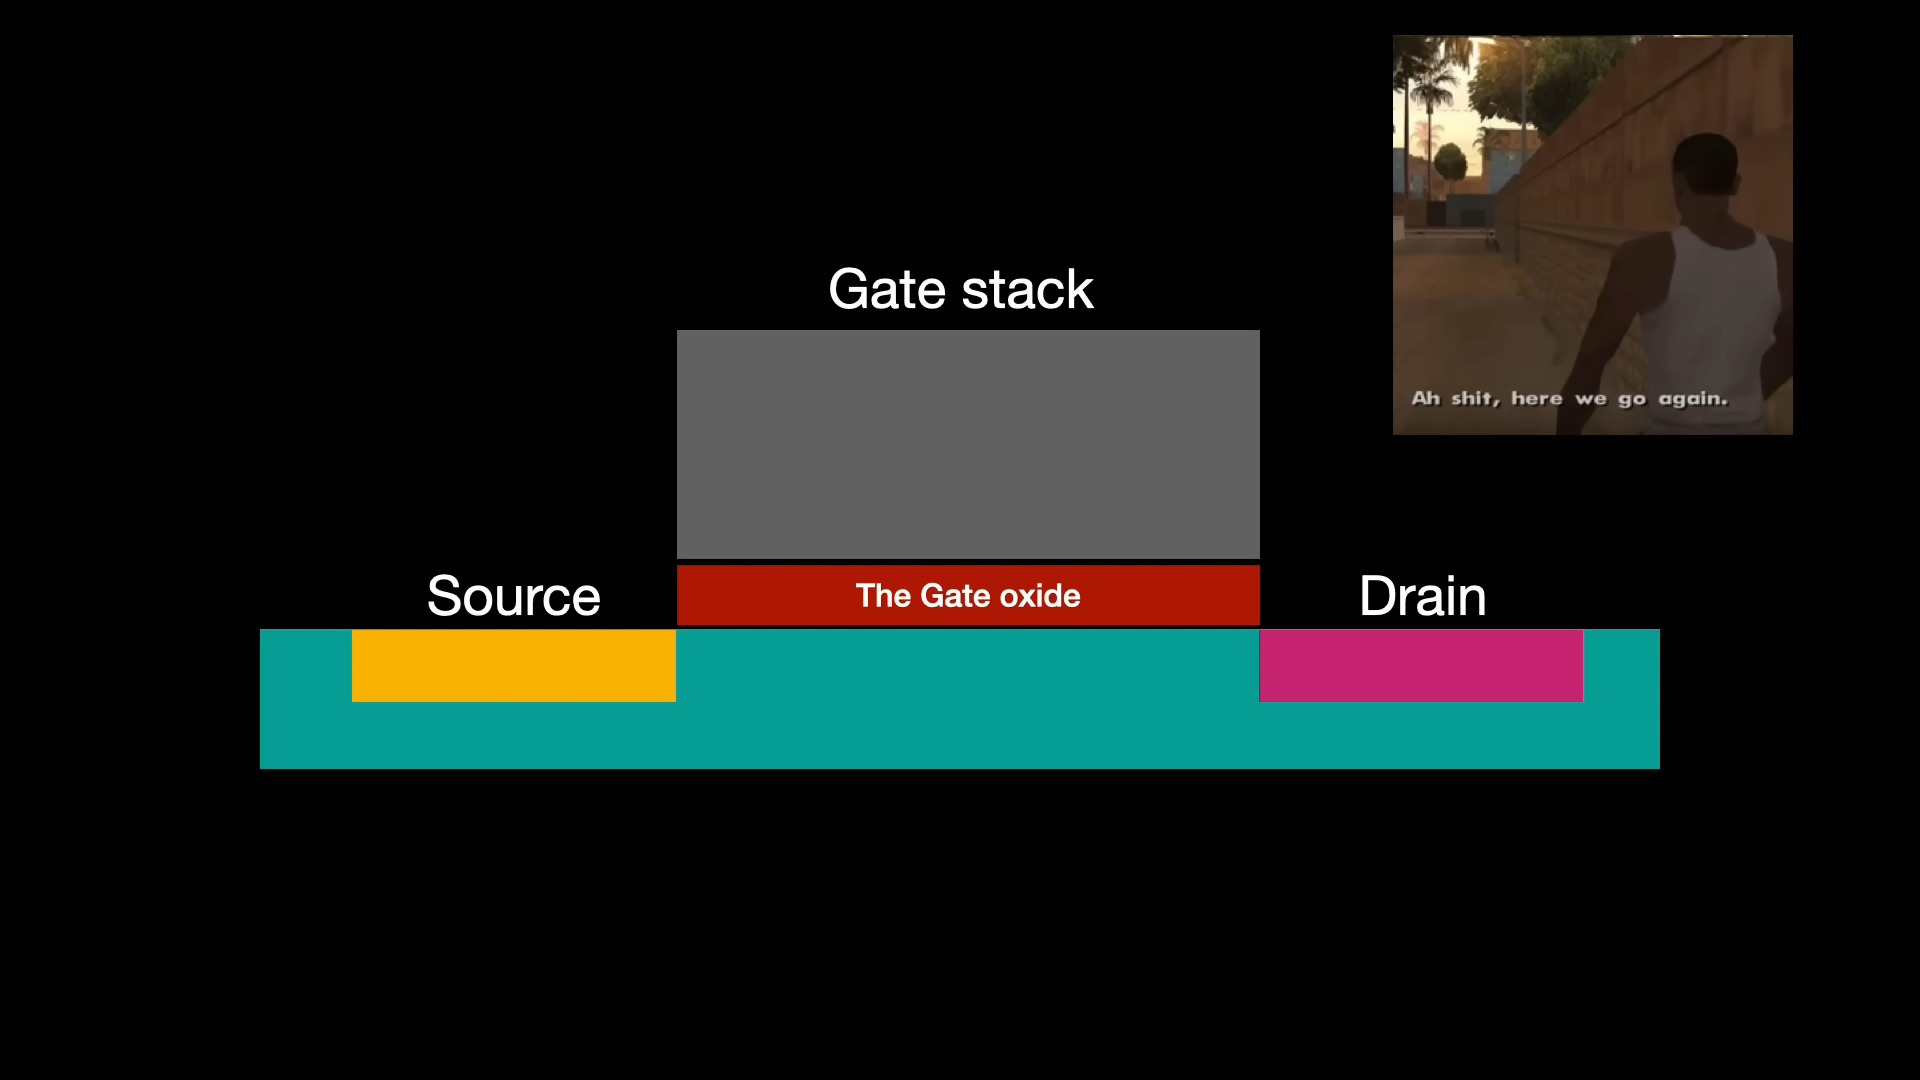 Gate stack
Source
The Gate oxide
Drain
Ah shit, here we go again.